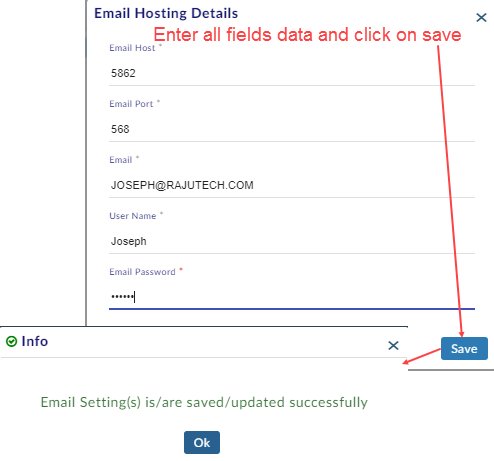 Email Hosting Details
Enter all fields data and click on save
Email Host *
5862
Email Port *
568
Email *
JOSEPH@RAJUTECH.COM
User Name *
Joseph
Email Password *
••••••
Save
Info
Email Setting(s) is/are saved/updated successfully
Ok